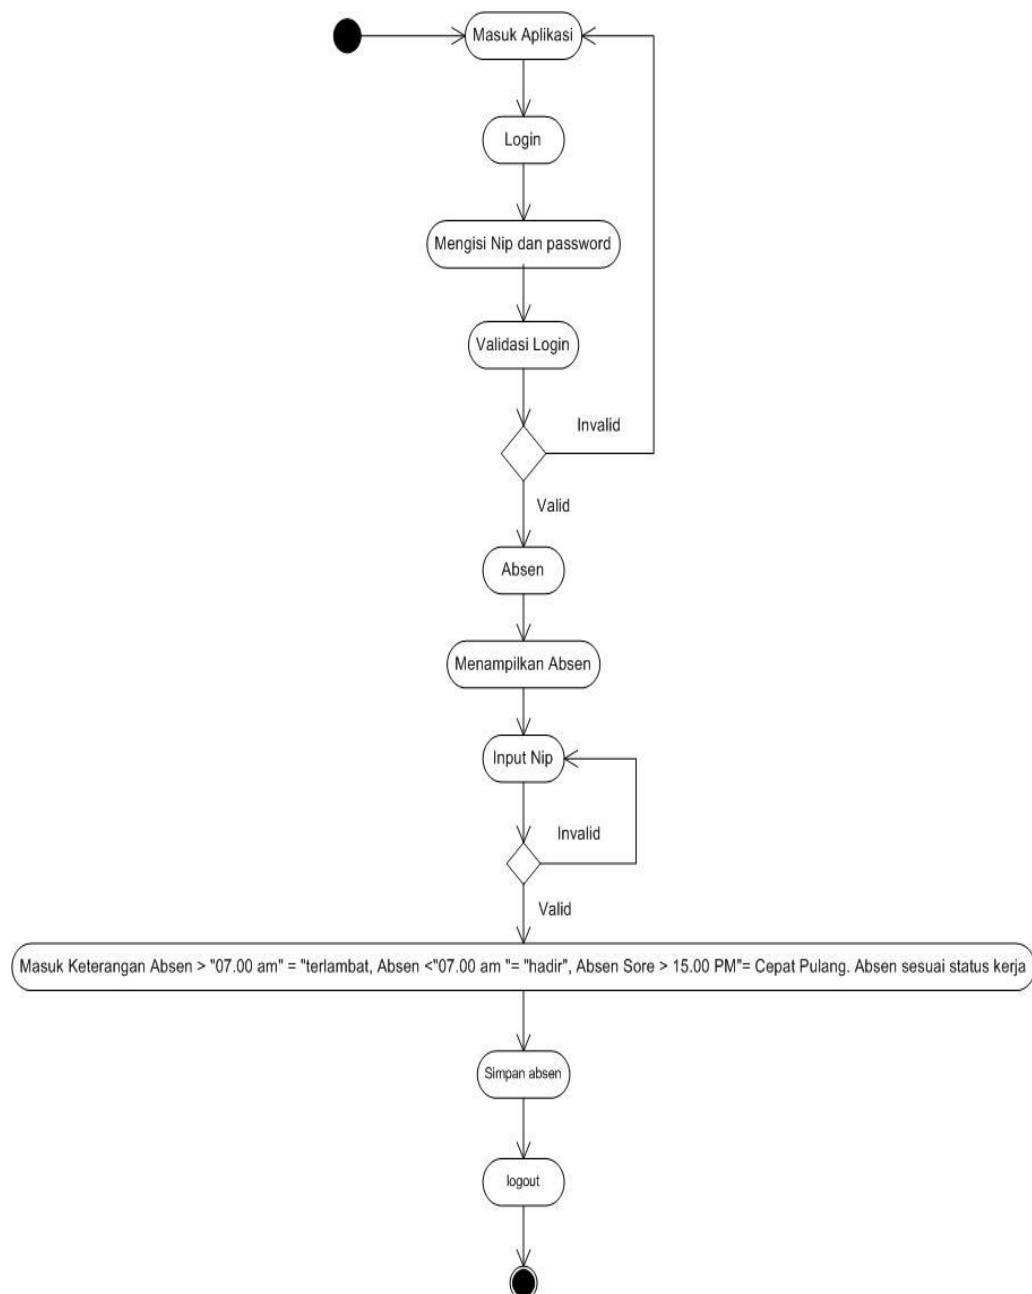 Masuk Aplikasi
Login
Mengisi Nip dan password
Validasi Login
Invalid
Valid
Absen
Menampilkan Absen
Input Nip
Invalid
Valid
Masuk Keterangan Absen > "07.00 am" = "terlambat, Absen <"07.00 am "= "hadir", Absen Sore > 15.00 PM"= Cepat Pulang. Absen sesuai status kerja
Simpan absen
logout